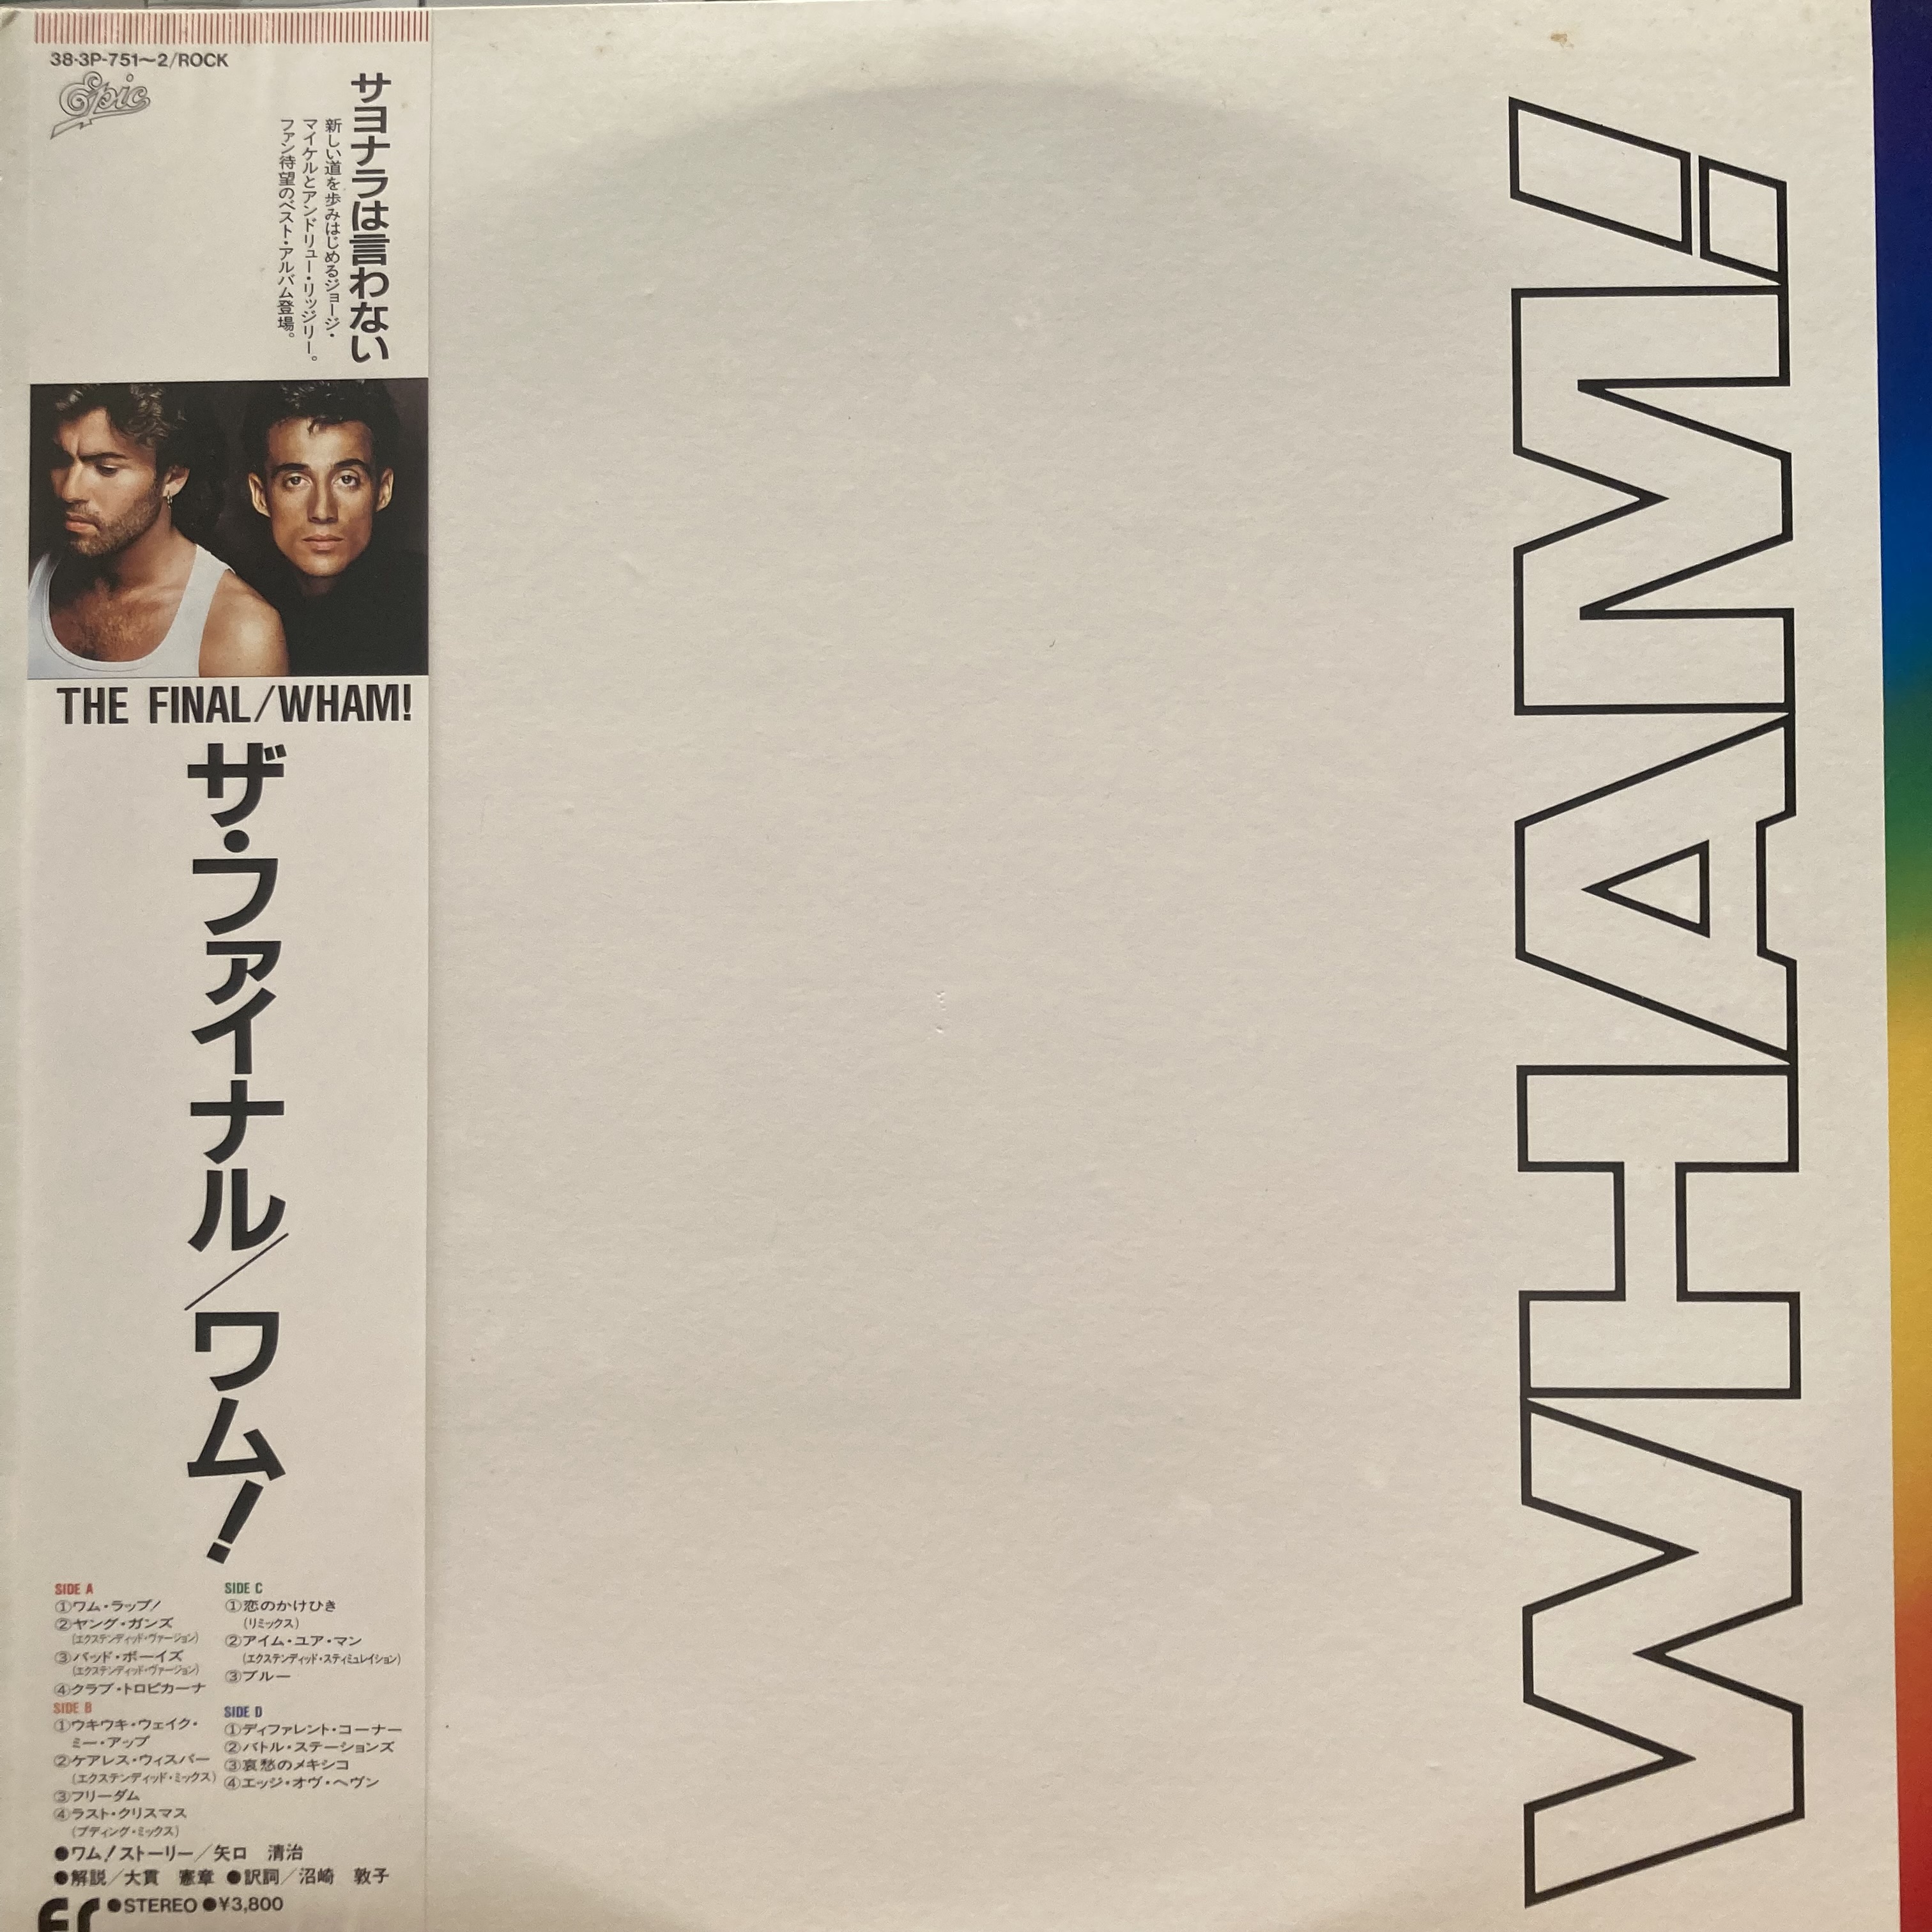 38・3P-751〜2/ROCK
Epic
サヨナラは言わない
新しい道を歩みはじめるジョージ・
マイケルとアンドリュー・リッジリー。
ファン待望のベスト・アルバム登場。
THE FINAL/WHAM!
ザ・ファイナル/ワム!
SIDE A
①ワム・ラップ!
②ヤング・ガンズ
(エクステンディッド・ヴァージョン)
③バッド・ボーイズ
(エクステンディッド・ヴァージョン)
④クラブ・トロピカーナ
SIDE B
①ウキウキ・ウェイク・
ミー・アップ
②ケアレス・ウィスパー
(エクステンディッド・ミックス)
③フリーダム
④ラスト・クリスマス
(プディング・ミックス)
SIDE C
①恋のかけひき
(リミックス)
②アイム・ユア・マン
(エクステンディッド・スティミュレイション)
③ブルー
SIDE D
①ディファレント・コーナー
②バトル・ステーションズ
③哀愁のメキシコ
④エッジ・オヴ・ヘヴン
●ワム!ストーリー/矢口 清治
●解説/大貫 憲章 ●訳詞/沼崎 敦子
●STEREO ●¥3,800
WHAM!